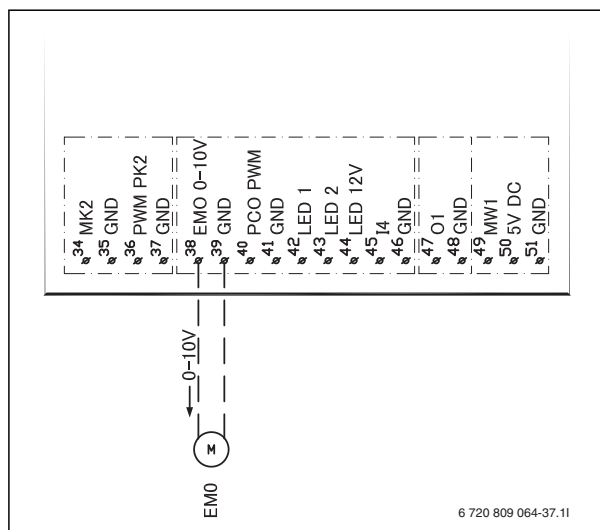 34 MK2
35 GND
36 PWM PK2
37 GND
38 EMO 0-10V
39 GND
40 PCO PWM
41 GND
42 LED 1
43 LED 2
44 LED 12V
45 I4
46 GND
47 O1
48 GND
49 MW1
50 5V DC
51 GND
0-10V
M
EM0
6 720 809 064-37.1I